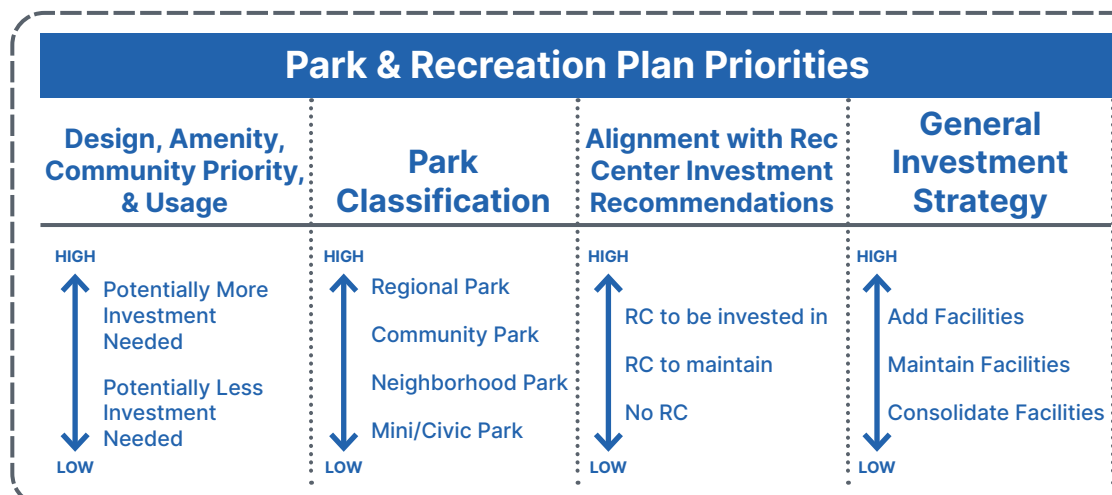 Park & Recreation Plan Priorities
Design, Amenity,
Community Priority,
& Usage
Park
Classification
Alignment with Rec
Center Investment
Recommendations
General
Investment
Strategy
HIGH
Potentially More
Investment
Needed
Potentially Less
Investment
Needed
LOW
HIGH
Regional Park
Community Park
Neighborhood Park
Mini/Civic Park
LOW
HIGH
RC to be invested in
RC to maintain
No RC
LOW
HIGH
Add Facilities
Maintain Facilities
Consolidate Facilities
LOW